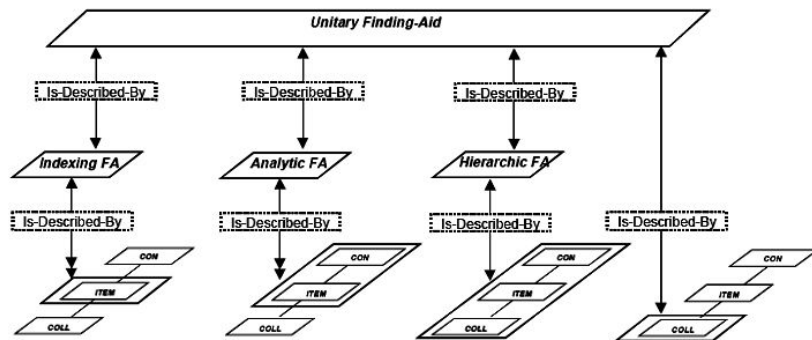 Unitary Finding-Aid
Is-Described-By Is-Described-By Is-Described-By
Indexing FA Analytic FA Hierarchic FA
Is-Described-By Is-Described-By Is-Described-By Is-Described-By
CON CON CON CON
ITEM ITEM ITEM ITEM
COLL COLL COLL COLL